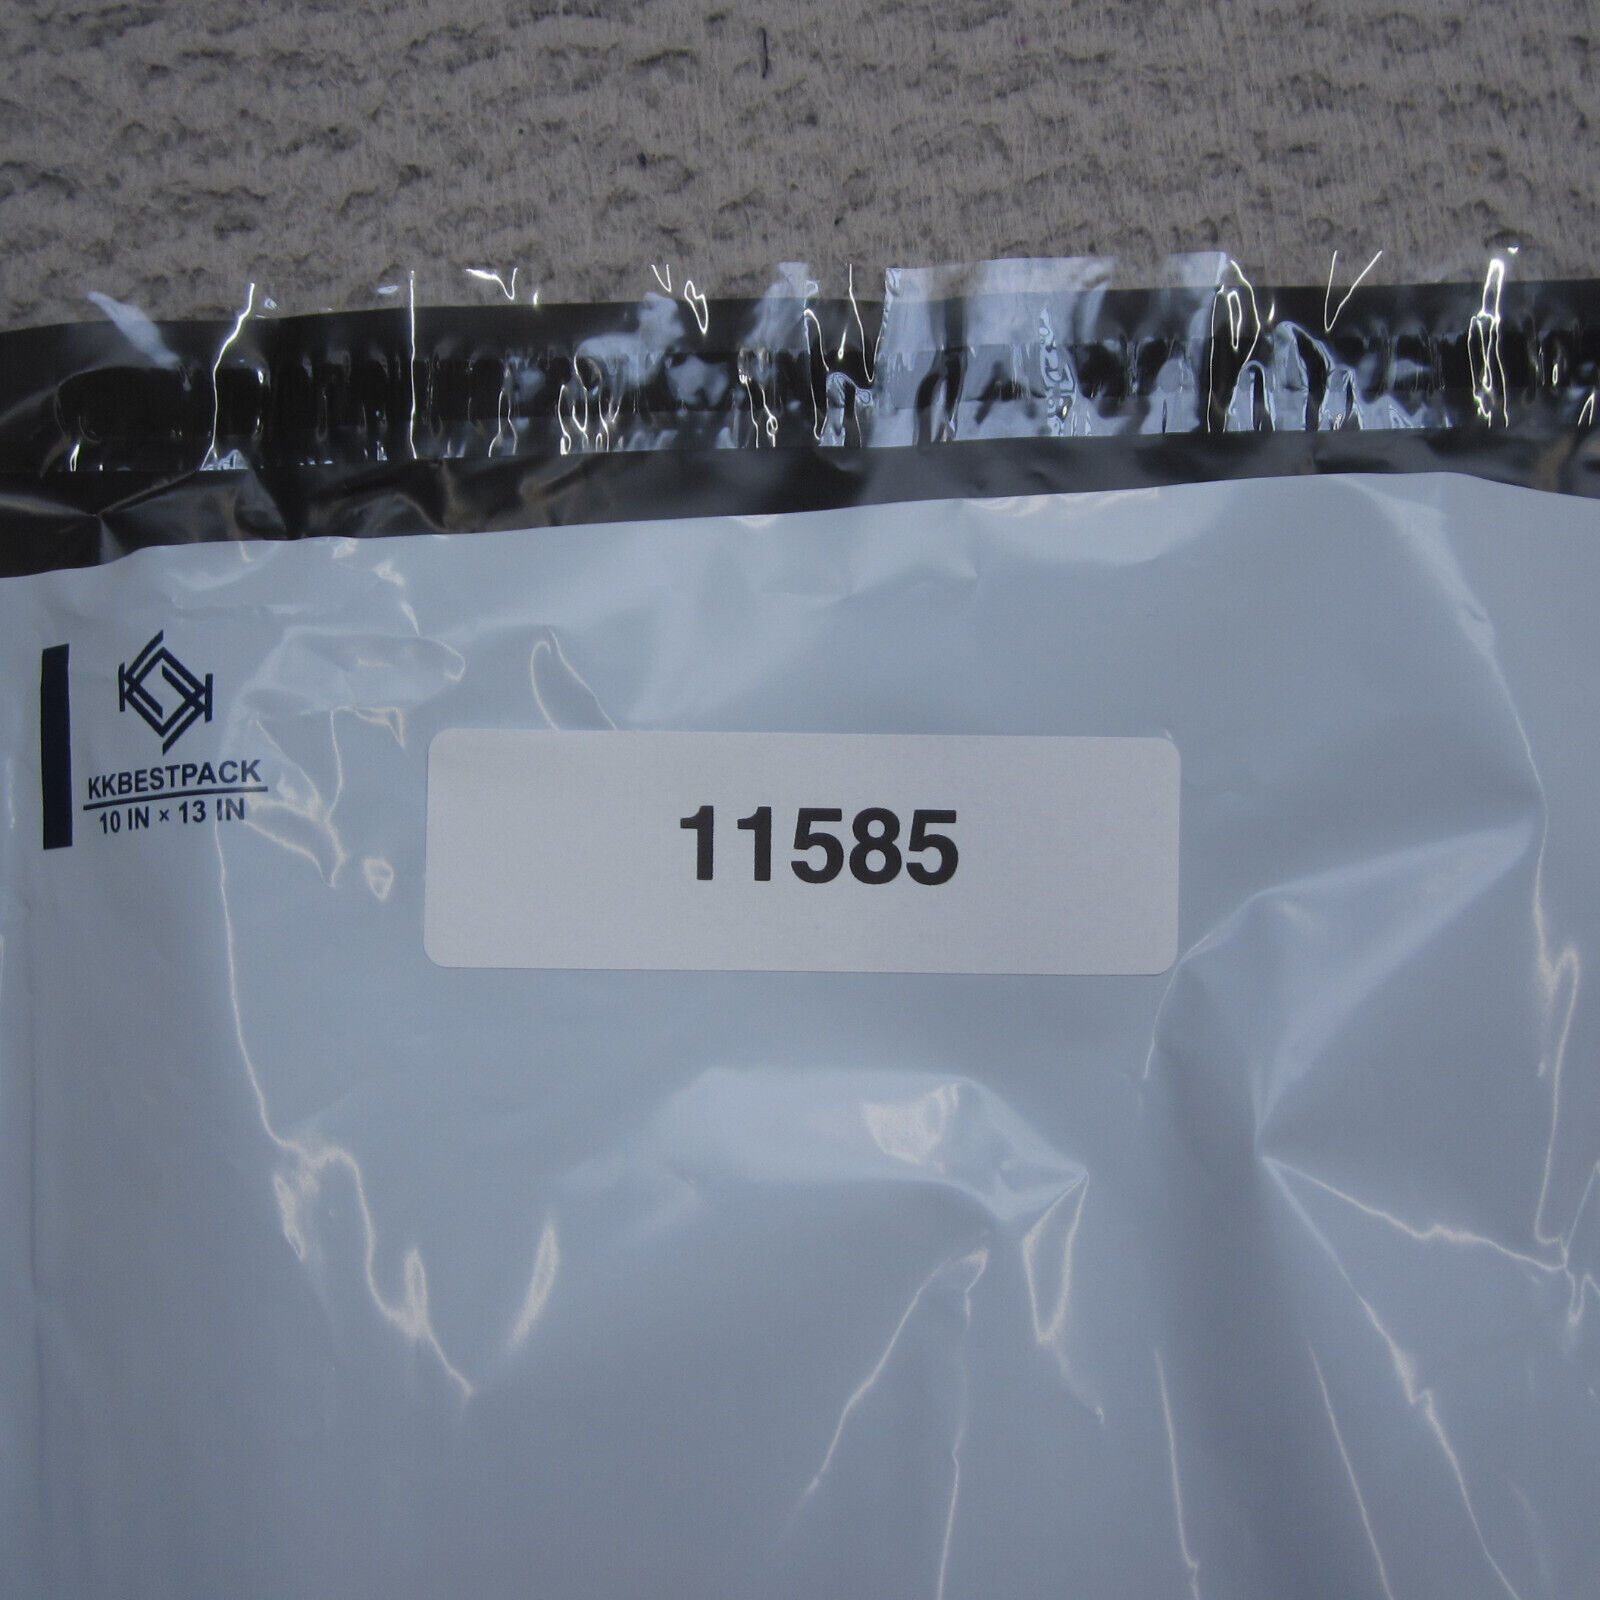 KKBESTPACK
10 IN × 13 IN
11585